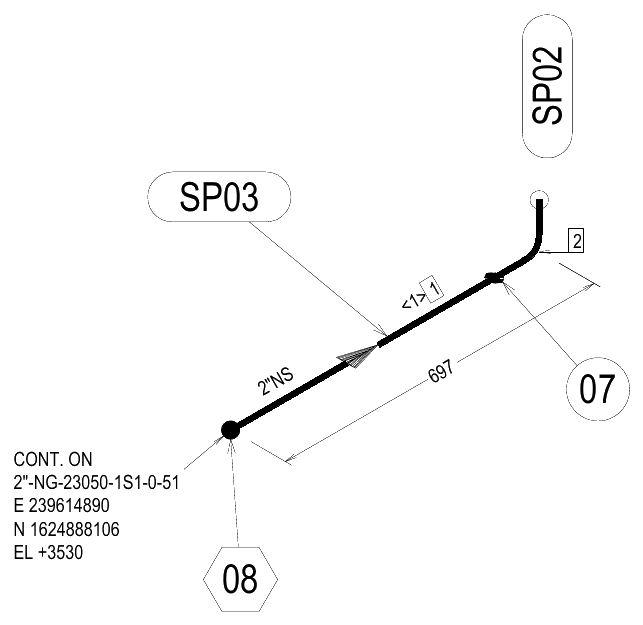 SP02
SP03
2
<1> 1
697
2"NS
07
CONT. ON
2"-NG-23050-1S1-0-51
E 239614890
N 1624888106
EL +3530
08